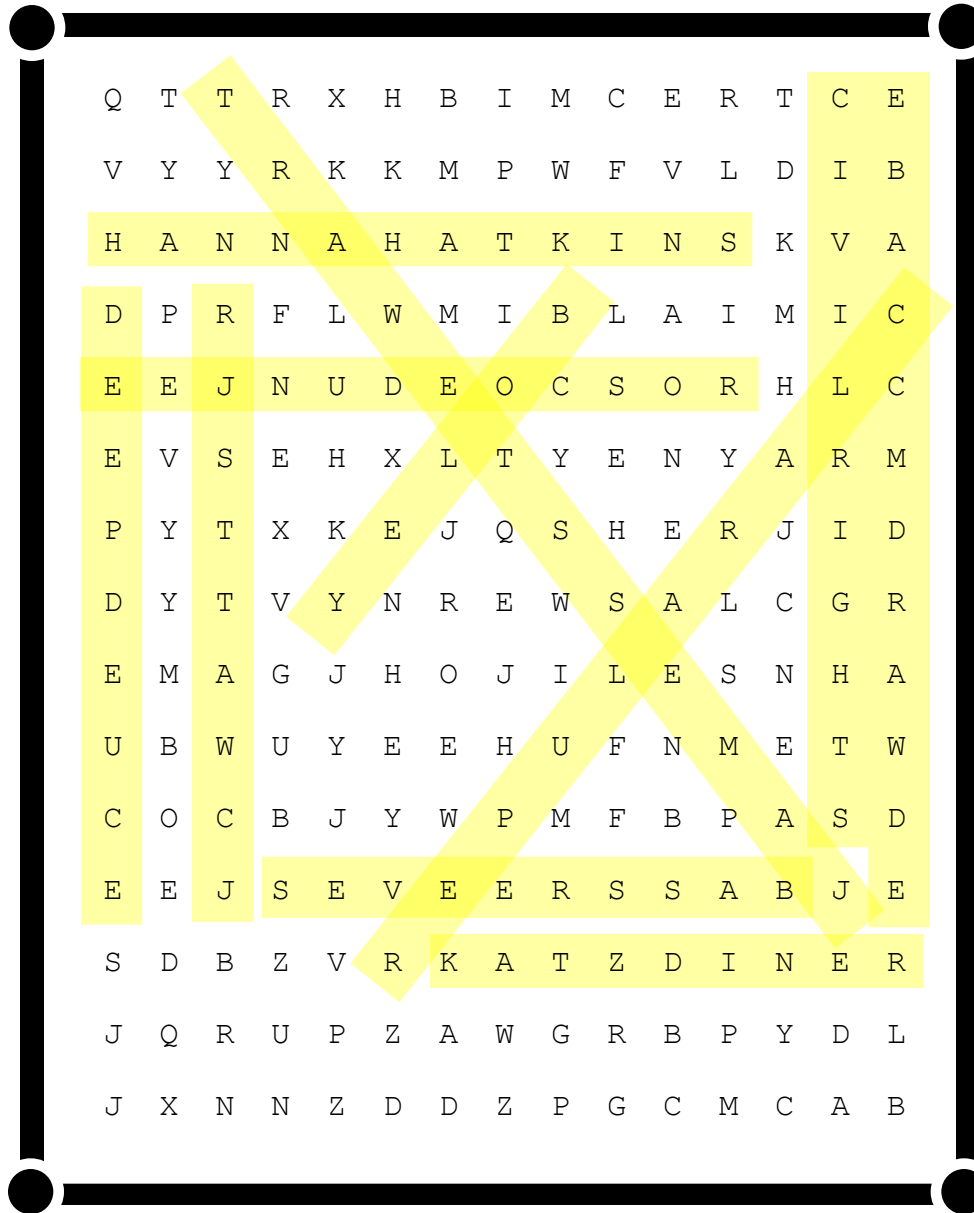 Q T T R X H B I M C E R T C E
V Y Y R K K M P W F V L D I B
H A N N A H A T K I N S K V A
D P R F L W M I B L A I M I C
E E J N U D E O C S O R H L C
E V S E H X L T Y E N Y A R M
P Y T X K E J Q S H E R J I D
D Y T V Y N R E W S A L C G R
E M A G J H O J I L E S N H A
U B W U Y E E H U F N M E T W
C O C B J Y W P M F B P A S D
E E J S E V E E R S S A B J E
S D B Z V R K A T Z D I N E R
J Q R U P Z A W G R B P Y D L
J X N N Z D D Z P G C M C A B